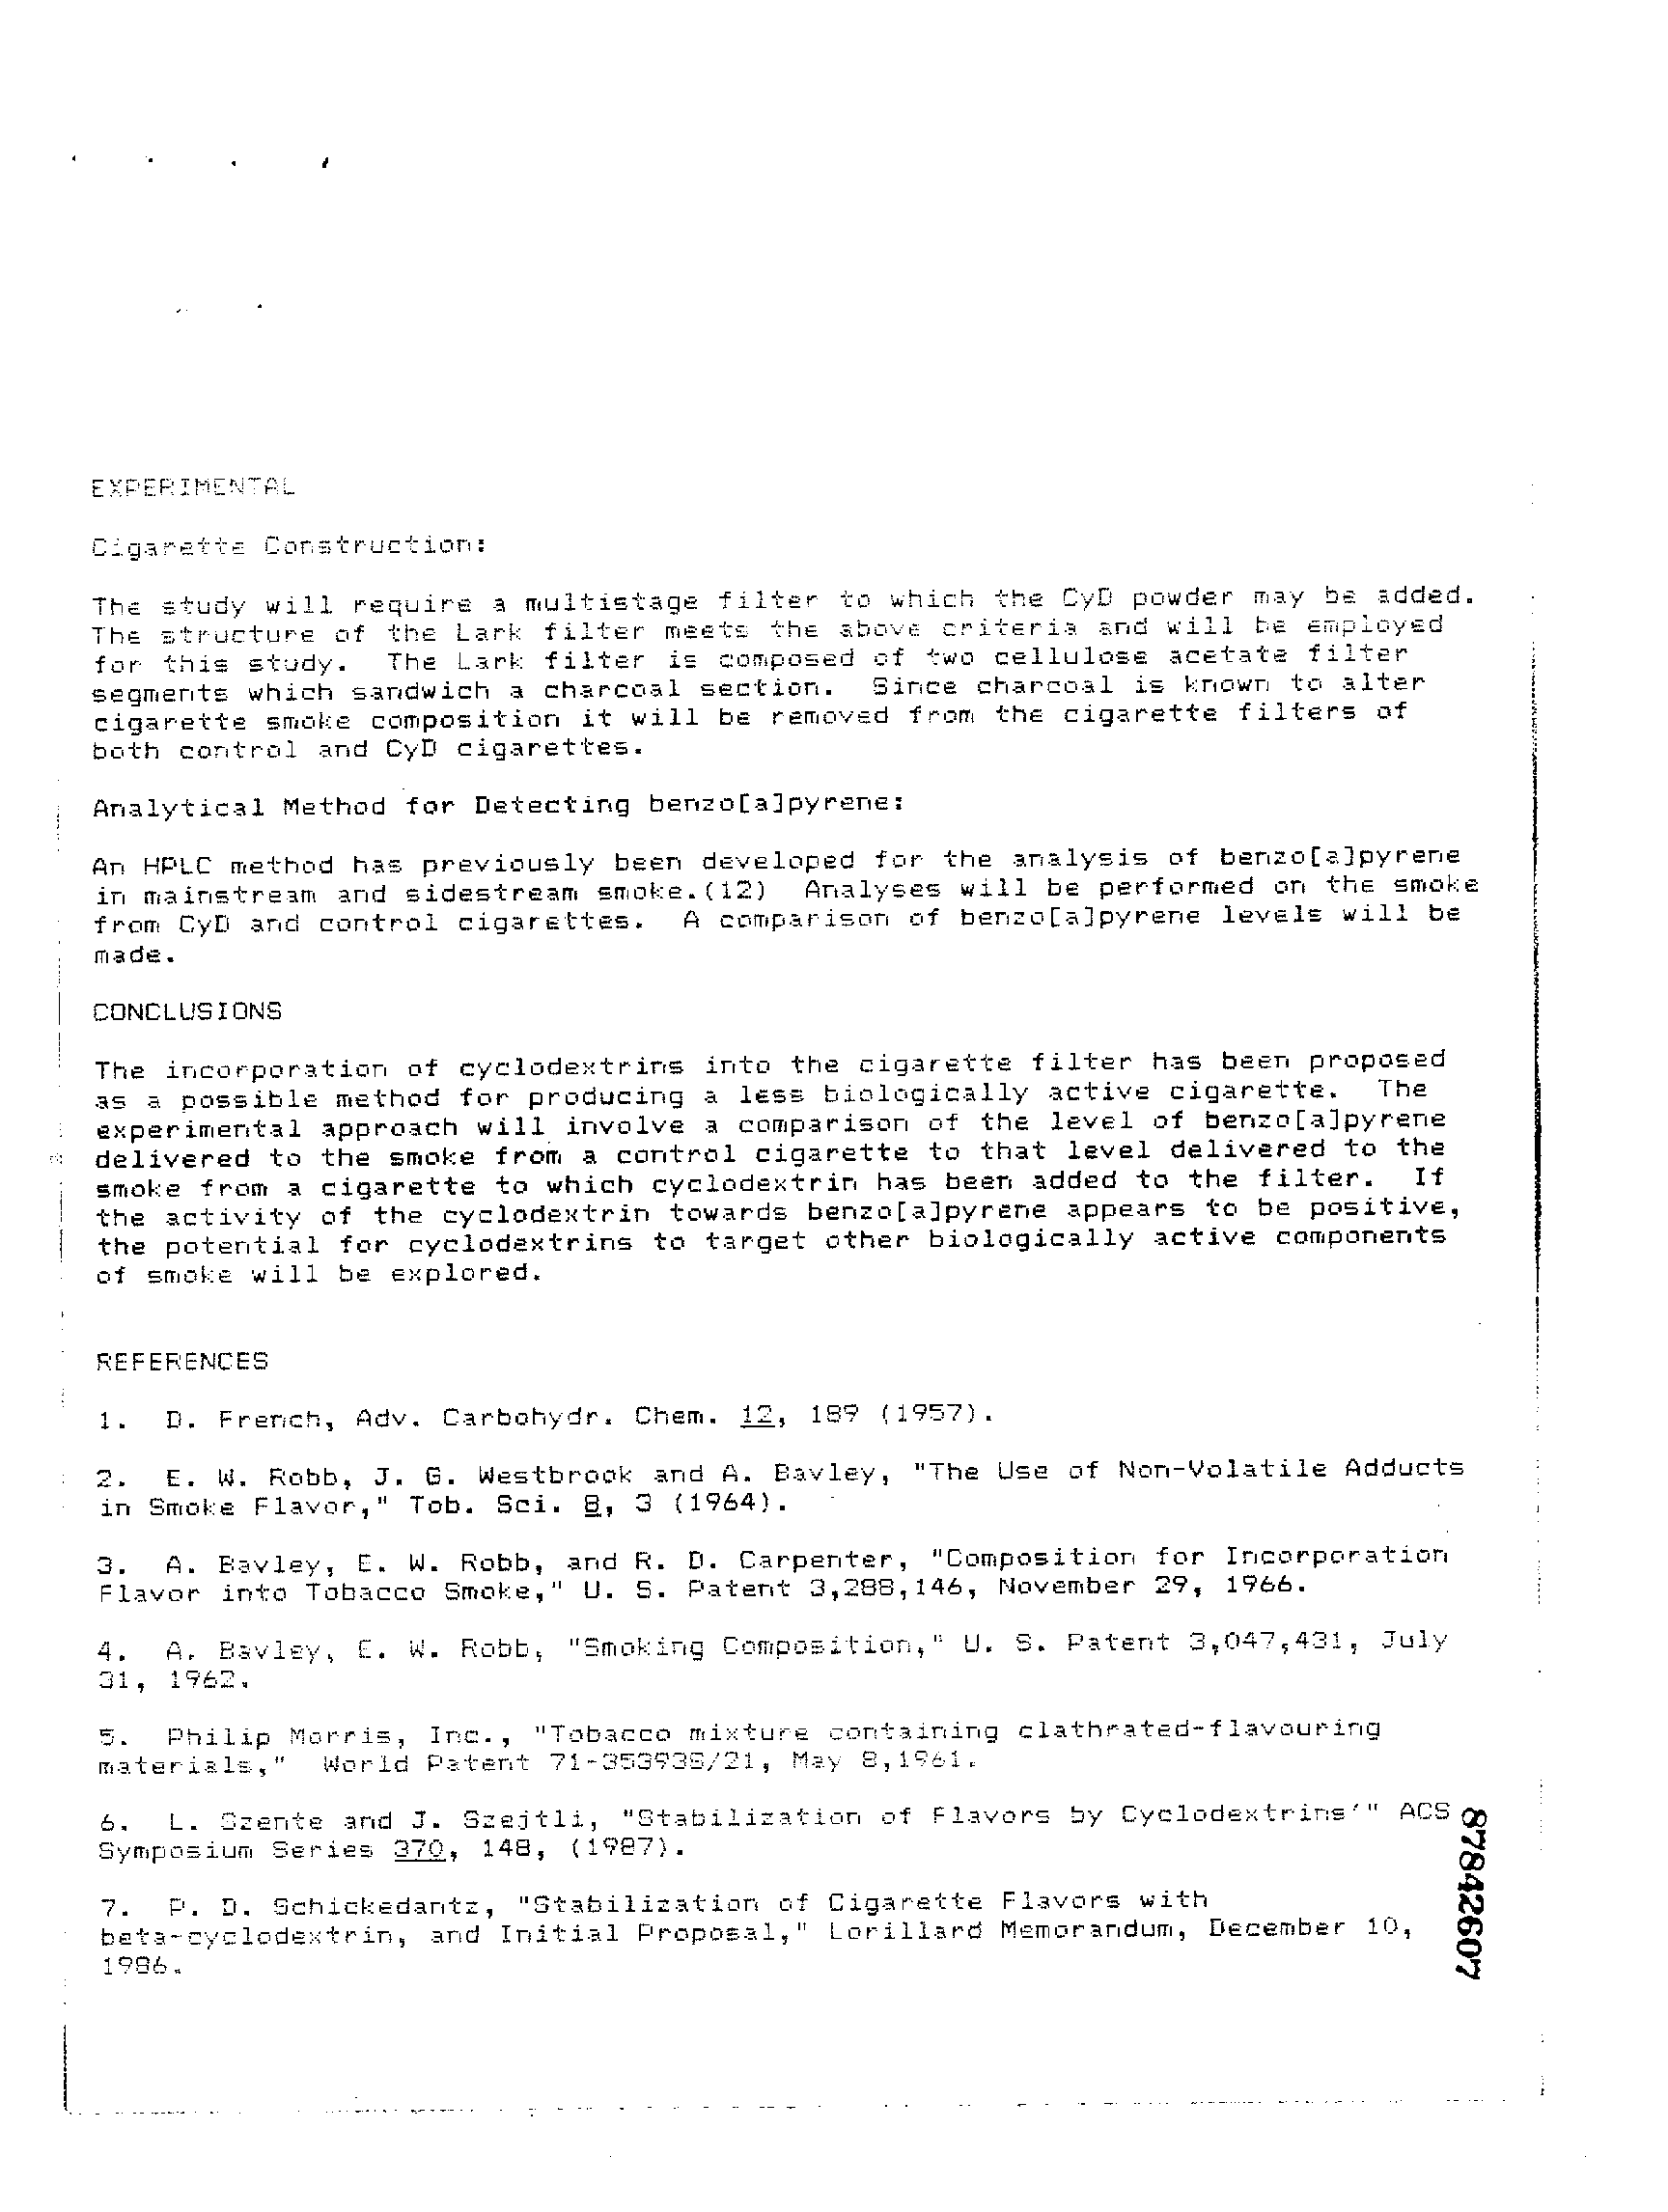 EXPERIMENTAL
Cigarette Construction:
The study will require a multistage filter to which the CyD powder may be added.
The structure of the Lark filter meets the above criteria and will be employed
for this study.  The Lark filter is composed of two cellulose acetate filter
segments which sandwich a charcoal section.  Since charcoal is known to alter
cigarette smoke composition it will be removed from the cigarette filters of
both control and CyD cigarettes.
Analytical Method for Detecting benzo[a]pyrene:
An HPLC method has previously been developed for the analysis of benzo[a]pyrene
in mainstream and sidestream smoke.(12)  Analyses will be performed on the smoke
from CyD and control cigarettes.  A comparison of benzo[a]pyrene levels will be
made.
CONCLUSIONS
The incorporation of cyclodextrins into the cigarette filter has been proposed
as a possible method for producing a less biologically active cigarette.  The
experimental approach will involve a comparison of the level of benzo[a]pyrene
delivered to the smoke from a control cigarette to that level delivered to the
smoke from a cigarette to which cyclodextrin has been added to the filter.  If
the activity of the cyclodextrin towards benzo[a]pyrene appears to be positive,
the potential for cyclodextrins to target other biologically active components
of smoke will be explored.
REFERENCES
1.  D. French, Adv. Carbohydr. Chem. 12, 189 (1957).
2.  E. W. Robb, J. G. Westbrook and A. Bavley, "The Use of Non-Volatile Adducts
in Smoke Flavor," Tob. Sci. 8, 3 (1964).
3.  A. Bavley, E. W. Robb, and R. D. Carpenter, "Composition for Incorporation
Flavor into Tobacco Smoke," U. S. Patent 3,288,146, November 29, 1966.
4.  A. Bavley, E. W. Robb, "Smoking Composition," U. S. Patent 3,047,431, July
31, 1962.
5.  Philip Morris, Inc., "Tobacco mixture containing clathrated-flavouring
materials,"  World Patent 71-35393S/21, May 8,1961.
6.  L. Szente and J. Szejtli, "Stabilization of Flavors by Cyclodextrins'" ACS
Symposium Series 370, 148, (1987).
7.  P. D. Schickedantz, "Stabilization of Cigarette Flavors with
beta-cyclodextrin, and Initial Proposal," Lorillard Memorandum, December 10,
1986.
87842607